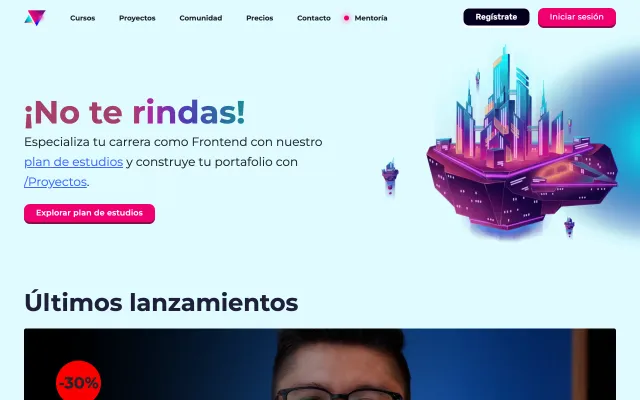 Cursos Proyectos Comunidad Precios Contacto Mentoría Regístrate Iniciar sesión
¡No te rindas!
Especializa tu carrera como Frontend con nuestro
plan de estudios y construye tu portafolio con
/Proyectos.
Explorar plan de estudios
Últimos lanzamientos
-30%